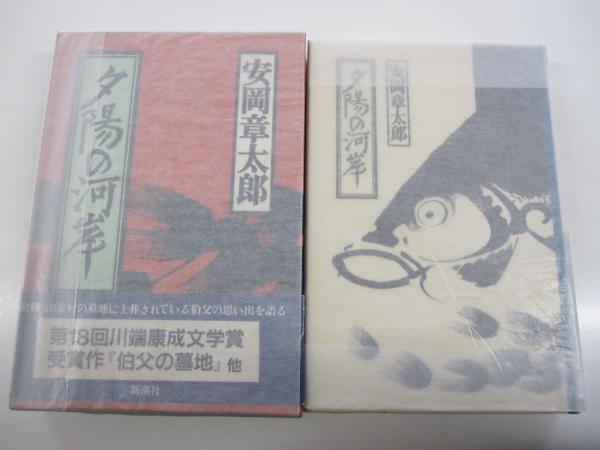 安岡章太郎
夕陽の河岸
山北村の墓地に土葬されている伯父の思い出を語る
第18回川端康成文学賞
受賞作『伯父の墓地』他
新潮社
安岡章太郎
夕陽の河岸